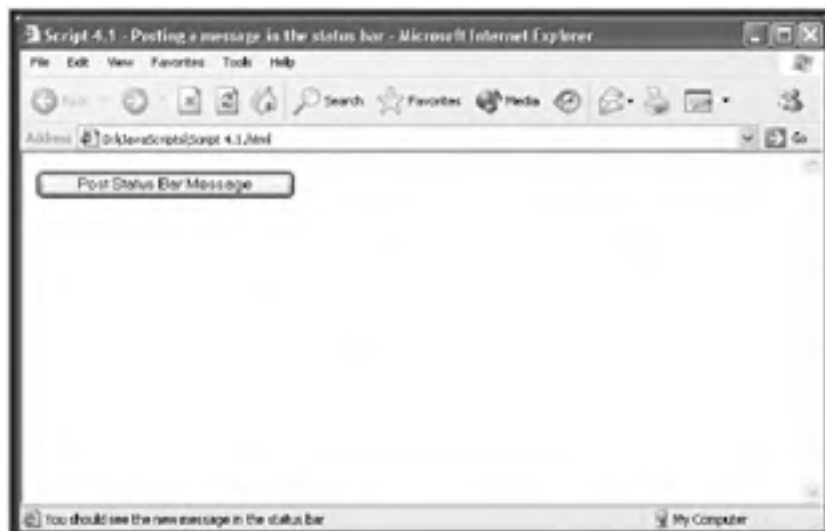 Script 4.1 - Posting a message in the status bar - Microsoft Internet Explorer
File Edit View Favorites Tools Help
Back Search Favorites Media
Address D:\JavaScripts\Script 4.1.html Go
Post Status Bar Message
You should see the new message in the status bar My Computer